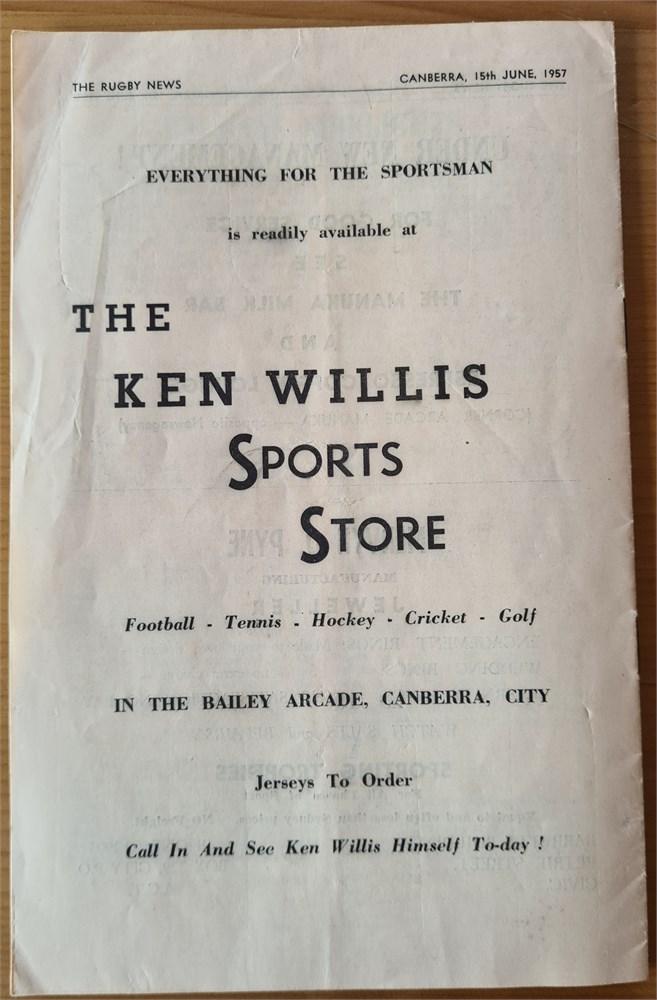 THE RUGBY NEWS
CANBERRA, 15th JUNE, 1957
EVERYTHING FOR THE SPORTSMAN
is readily available at
THE
KEN WILLIS
SPORTS
STORE
Football - Tennis - Hockey - Cricket - Golf
IN THE BAILEY ARCADE, CANBERRA, CITY
Jerseys To Order
Call In And See Ken Willis Himself To-day !